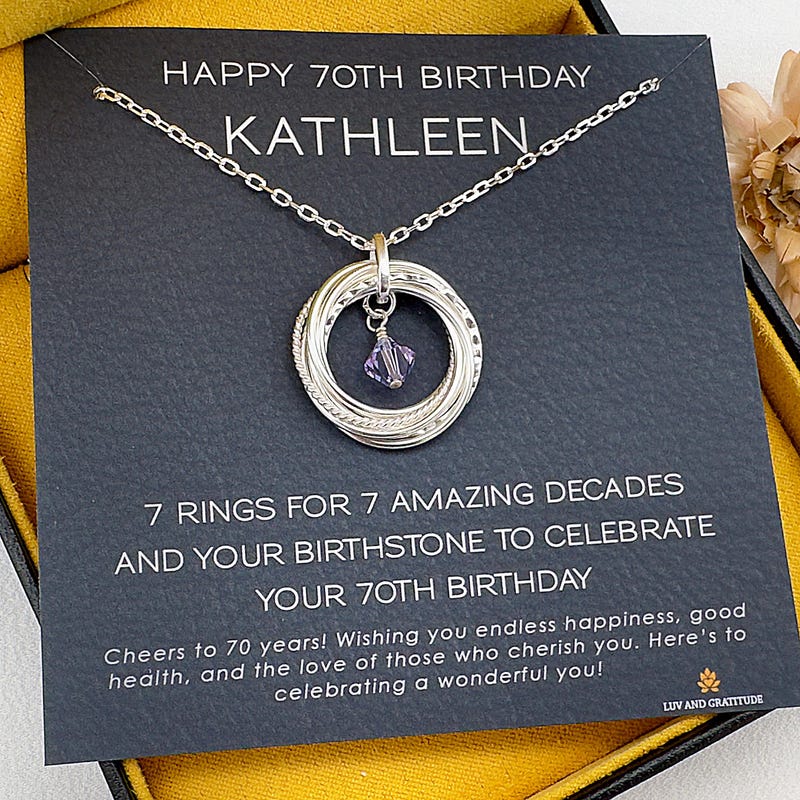 HAPPY 70TH BIRTHDAY
KATHLEEN
7 RINGS FOR 7 AMAZING DECADES
AND YOUR BIRTHSTONE TO CELEBRATE
YOUR 70TH BIRTHDAY
Cheers to 70 years! Wishing you endless happiness, good
health, and the love of those who cherish you. Here's to
celebrating a wonderful you!
LUV AND GRATITUDE